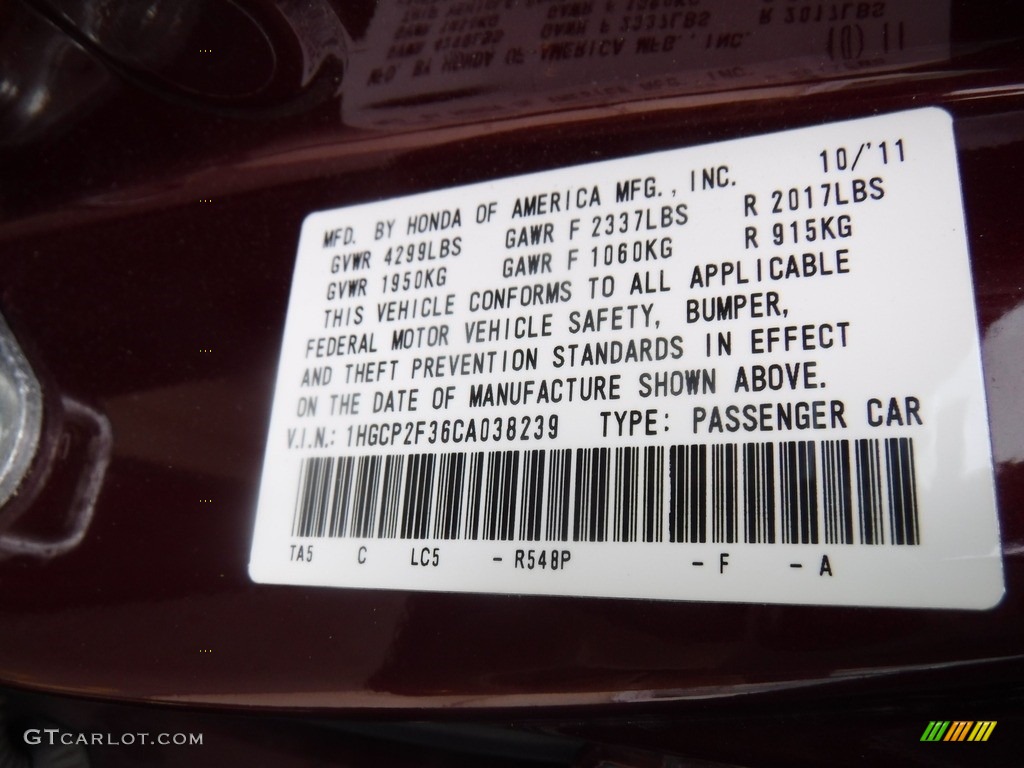 MFD. BY HONDA OF AMERICA MFG., INC. 10/'11
GVWR 4299LBS GAWR F 2337LBS R 2017LBS
GVWR 1950KG GAWR F 1060KG R 915KG
THIS VEHICLE CONFORMS TO ALL APPLICABLE
FEDERAL MOTOR VEHICLE SAFETY, BUMPER,
AND THEFT PREVENTION STANDARDS IN EFFECT
ON THE DATE OF MANUFACTURE SHOWN ABOVE.
V.I.N.: 1HGCP2F36CA038239 TYPE: PASSENGER CAR
TA5 C LC5 - R548P - F - A
GTCARLOT.COM